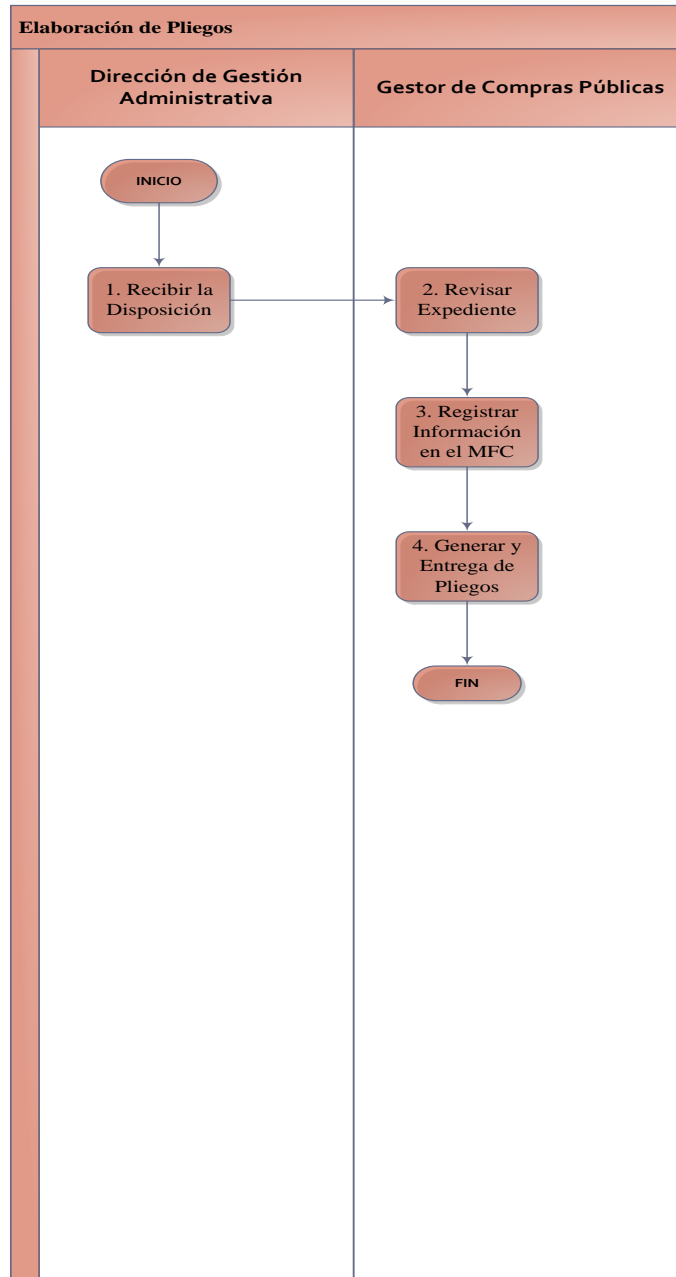 Elaboración de Pliegos
Dirección de Gestión
Administrativa
Gestor de Compras Públicas
INICIO
1. Recibir la
Disposición
2. Revisar
Expediente
3. Registrar
Información
en el MFC
4. Generar y
Entrega de
Pliegos
FIN